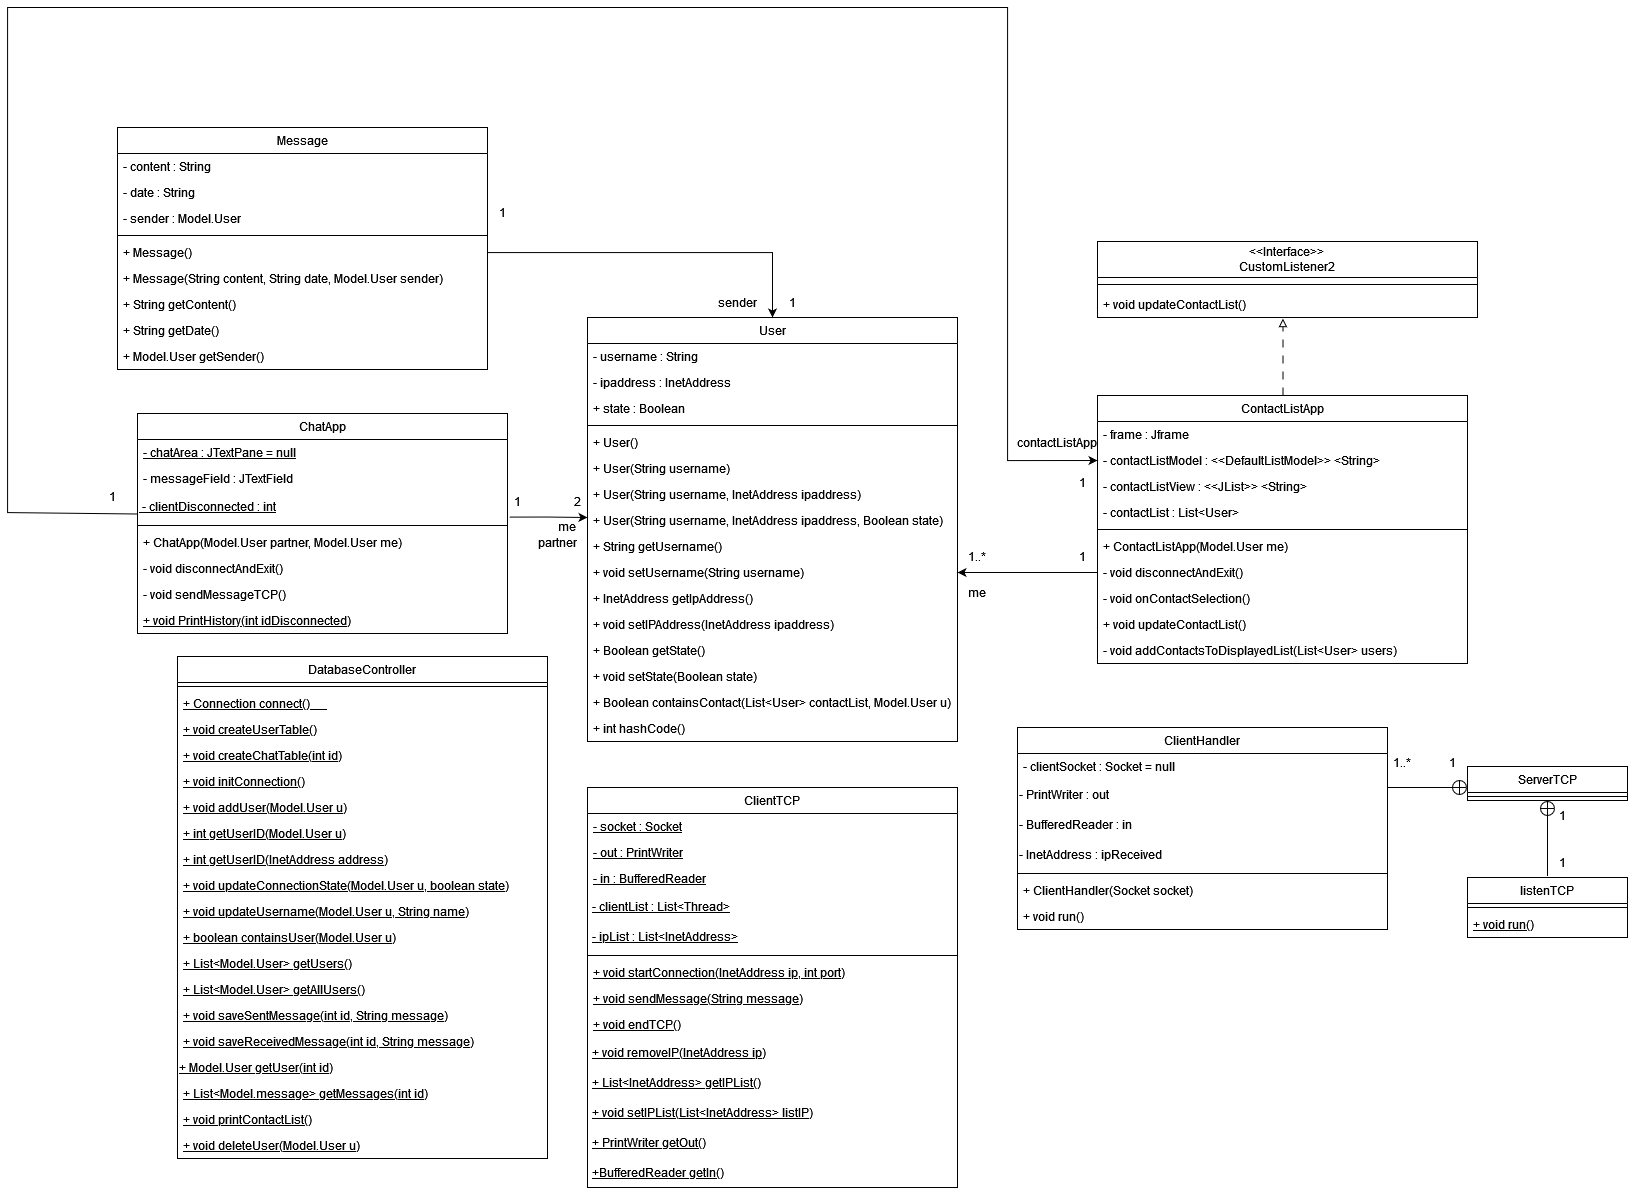 Message
- content : String
- date : String
- sender : Model.User
+ Message()
+ Message(String content, String date, Model.User sender)
+ String getContent()
+ String getDate()
+ Model.User getSender()
1
sender
1
<<Interface>>
CustomListener2
+ void updateContactList()
ChatApp
- chatArea : JTextPane = null
- messageField : JTextField
- clientDisconnected : int
+ ChatApp(Model.User partner, Model.User me)
- void disconnectAndExit()
- void sendMessageTCP()
+ void PrintHistory(int idDisconnected)
1
1
2
me
partner
User
- username : String
- ipaddress : InetAddress
+ state : Boolean
+ User()
+ User(String username)
+ User(String username, InetAddress ipaddress)
+ User(String username, InetAddress ipaddress, Boolean state)
+ String getUsername()
+ void setUsername(String username)
+ InetAddress getIpAddress()
+ void setIPAddress(InetAddress ipaddress)
+ Boolean getState()
+ void setState(Boolean state)
+ Boolean containsContact(List<User> contactList, Model.User u)
+ int hashCode()
contactListApp
1
1..*
1
me
ContactListApp
- frame : Jframe
- contactListModel : <<DefaultListModel>> <String>
- contactListView : <<JList>> <String>
- contactList : List<User>
+ ContactListApp(Model.User me)
- void disconnectAndExit()
- void onContactSelection()
+ void updateContactList()
- void addContactsToDisplayedList(List<User> users)
DatabaseController
+ Connection connect()
+ void createUserTable()
+ void createChatTable(int id)
+ void initConnection()
+ void addUser(Model.User u)
+ int getUserID(Model.User u)
+ int getUserID(InetAddress address)
+ void updateConnectionState(Model.User u, boolean state)
+ void updateUsername(Model.User u, String name)
+ boolean containsUser(Model.User u)
+ List<Model.User> getUsers()
+ List<Model.User> getAllUsers()
+ void saveSentMessage(int id, String message)
+ void saveReceivedMessage(int id, String message)
+ Model.User getUser(int id)
+ List<Model.message> getMessages(int id)
+ void printContactList()
+ void deleteUser(Model.User u)
ClientTCP
- socket : Socket
- out : PrintWriter
- in : BufferedReader
- clientList : List<Thread>
- ipList : List<InetAddress>
+ void startConnection(InetAddress ip, int port)
+ void sendMessage(String message)
+ void endTCP()
+ void removeIP(InetAddress ip)
+ List<InetAddress> getIPList()
+ void setIPList(List<InetAddress> listIP)
+ PrintWriter getOut()
+BufferedReader getIn()
ClientHandler
- clientSocket : Socket = null
- PrintWriter : out
- BufferedReader : in
- InetAddress : ipReceived
+ ClientHandler(Socket socket)
+ void run()
1..*
1
ServerTCP
1
1
listenTCP
+ void run()